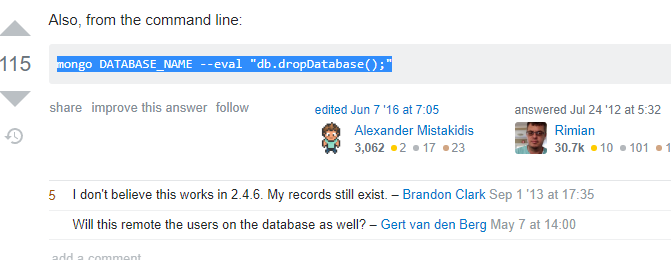 Also, from the command line:
115
mongo DATABASE_NAME --eval "db.dropDatabase();"
share improve this answer follow
edited Jun 7 '16 at 7:05
Alexander Mistakidis
3,062 2 17 23
answered Jul 24 '12 at 5:32
Rimian
30.7k 10 101 1
5 I don't believe this works in 2.4.6. My records still exist. – Brandon Clark Sep 1 '13 at 17:35
Will this remote the users on the database as well? – Gert van den Berg May 7 at 14:00
add a comment